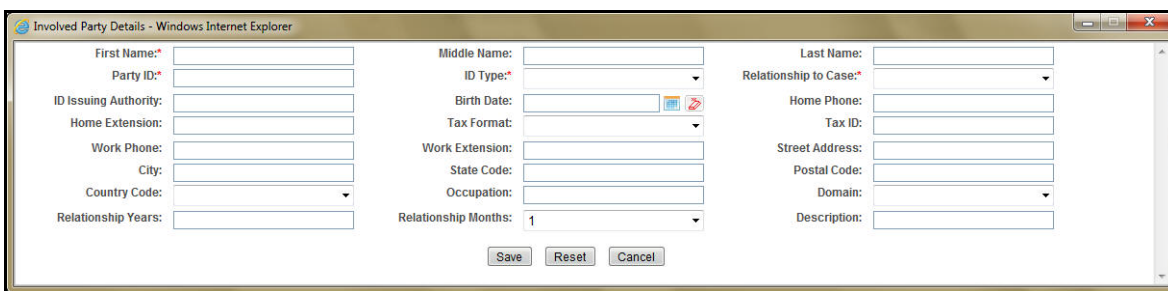 Involved Party Details - Windows Internet Explorer
First Name:* Middle Name: Last Name:
Party ID:* ID Type:* Relationship to Case:*
ID Issuing Authority: Birth Date: Home Phone:
Home Extension: Tax Format: Tax ID:
Work Phone: Work Extension: Street Address:
City: State Code: Postal Code:
Country Code: Occupation: Domain:
Relationship Years: Relationship Months: 1 Description:
Save Reset Cancel